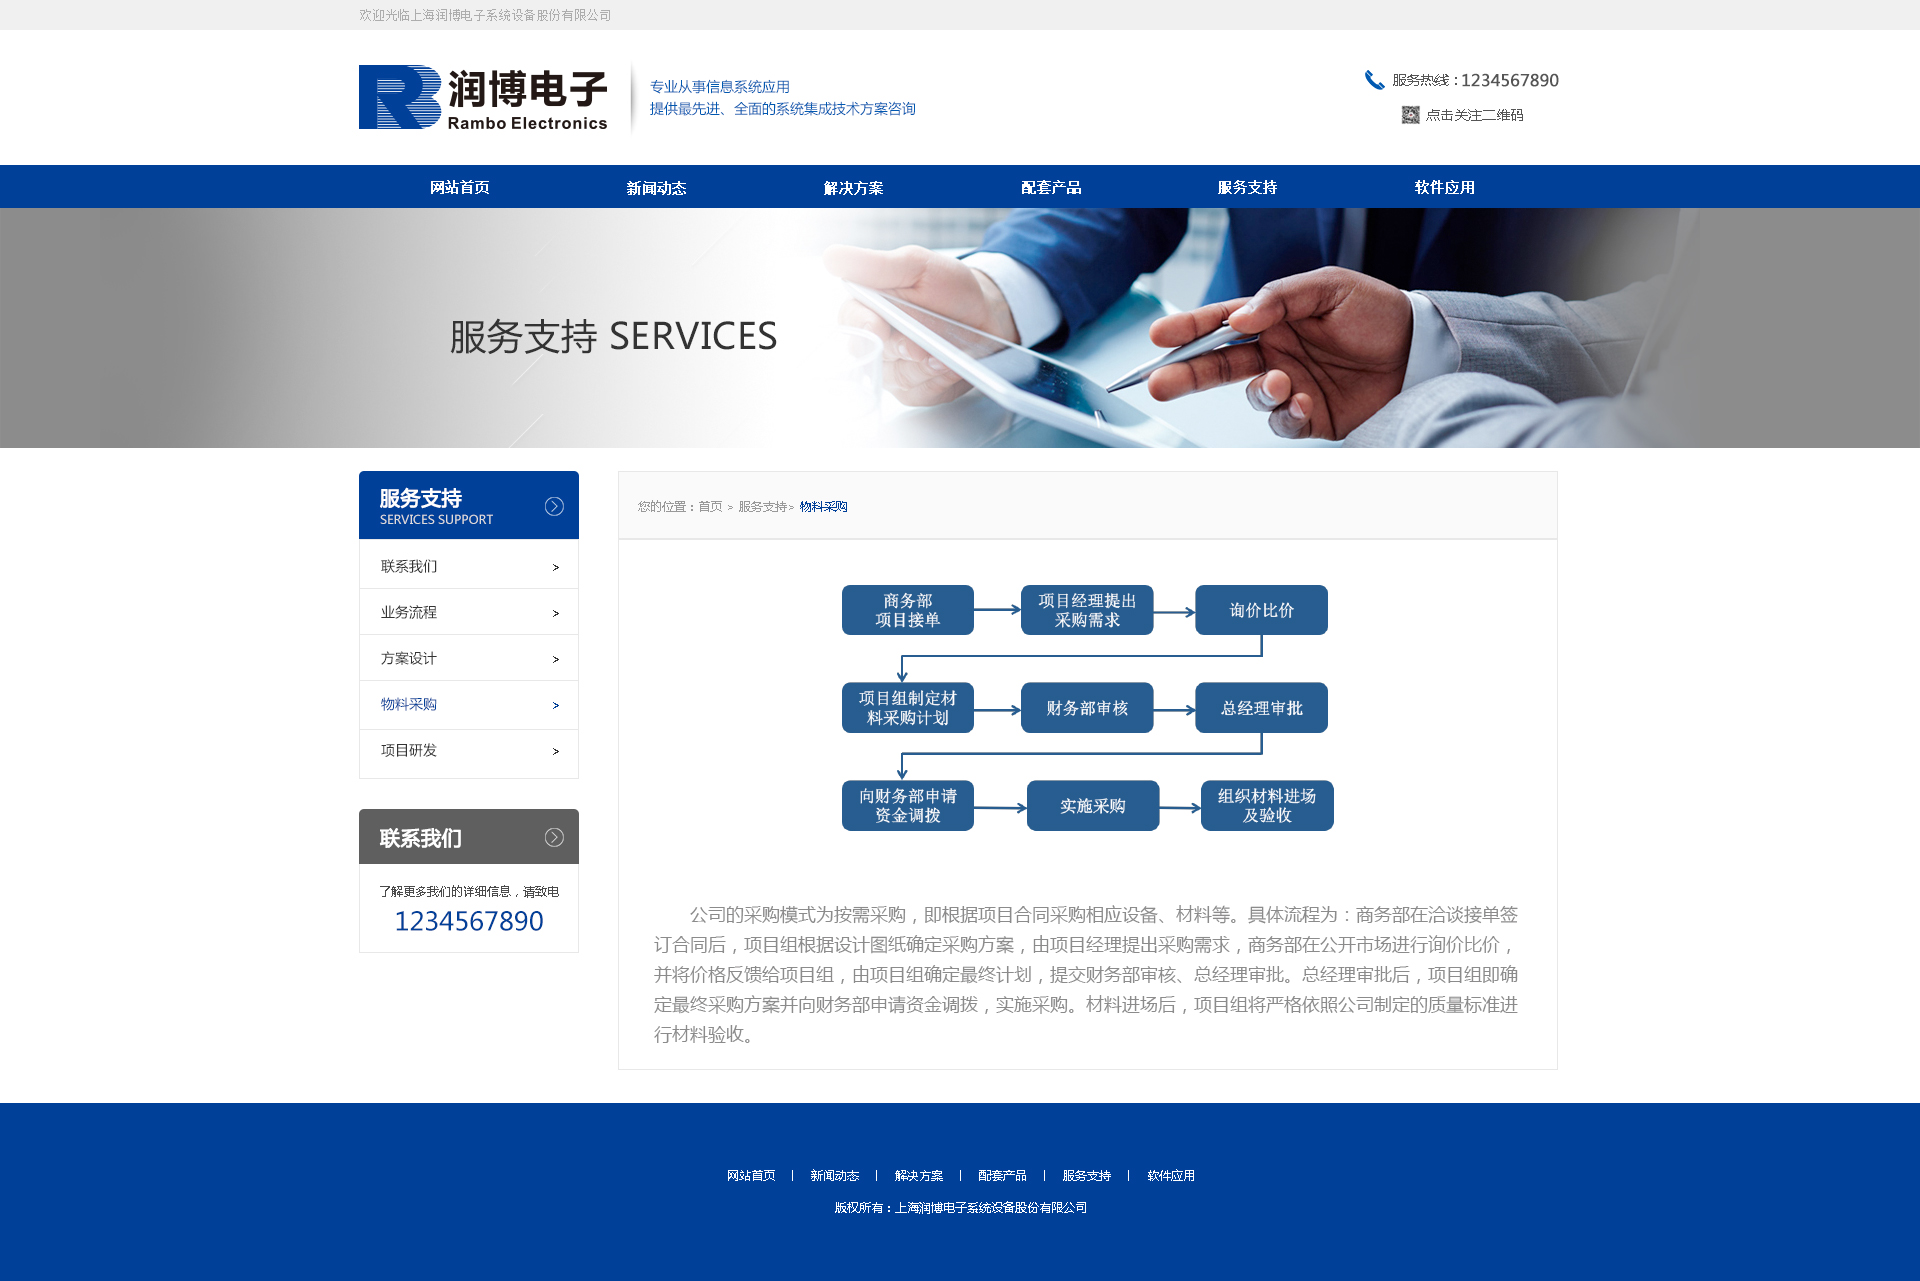 欢迎光临上海润博电子系统设备股份有限公司
润博电子
Rambo Electronics
专业从事信息系统应用
提供最先进、全面的系统集成技术方案咨询
服务热线：1234567890
点击关注二维码
网站首页 新闻动态 解决方案 配套产品 服务支持 软件应用
服务支持 SERVICES
服务支持
SERVICES SUPPORT
联系我们 >
业务流程 >
方案设计 >
物料采购 >
项目研发 >
联系我们
了解更多我们的详细信息，请致电
1234567890
您的位置：首页 > 服务支持> 物料采购
商务部
项目接单
项目经理提出
采购需求
询价比价
项目组制定材
料采购计划
财务部审核
总经理审批
向财务部申请
资金调拨
实施采购
组织材料进场
及验收
公司的采购模式为按需采购，即根据项目合同采购相应设备、材料等。具体流程为：商务部在洽谈接单签
订合同后，项目组根据设计图纸确定采购方案，由项目经理提出采购需求，商务部在公开市场进行询价比价，
并将价格反馈给项目组，由项目组确定最终计划，提交财务部审核、总经理审批。总经理审批后，项目组即确
定最终采购方案并向财务部申请资金调拨，实施采购。材料进场后，项目组将严格依照公司制定的质量标准进
行材料验收。
网站首页 | 新闻动态 | 解决方案 | 配套产品 | 服务支持 | 软件应用
版权所有：上海润博电子系统设备股份有限公司